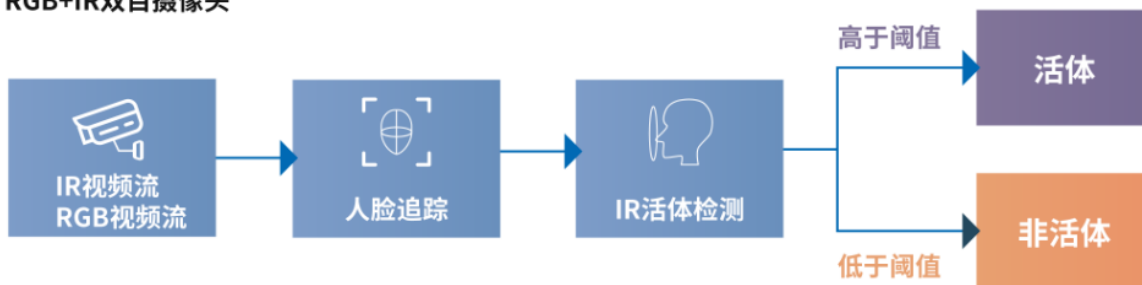 RGB+IR双目摄像头
高于阈值
活体
IR视频流
RGB视频流
人脸追踪
IR活体检测
非活体
低于阈值